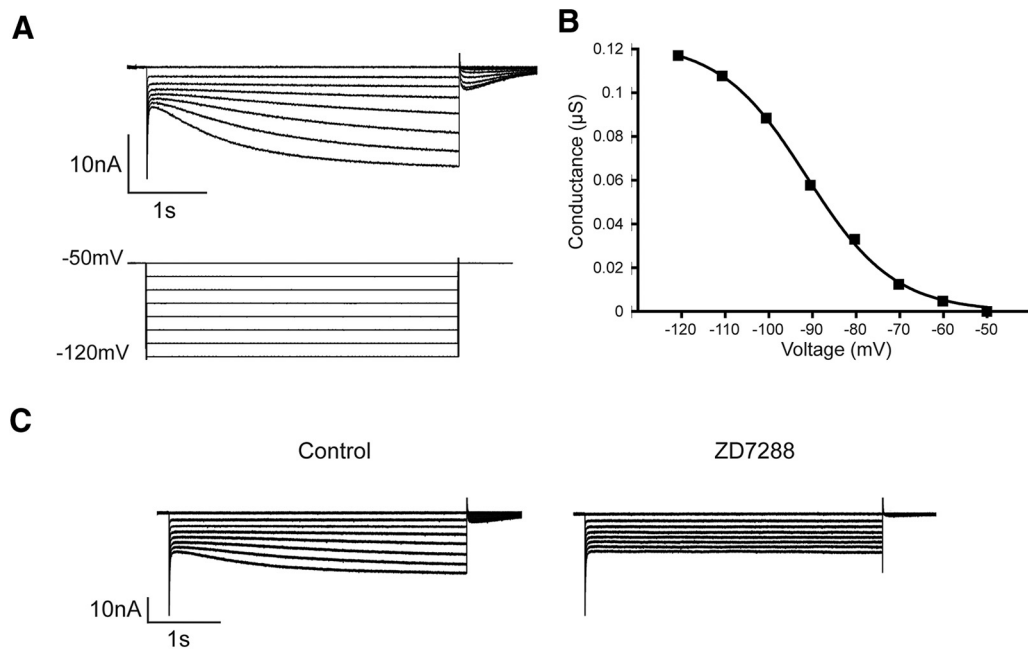 A
10nA
1s
-50mV
-120mV
B
Conductance (µS)
0.12
0.1
0.08
0.06
0.04
0.02
0
-120 -110 -100 -90 -80 -70 -60 -50
Voltage (mV)
C
Control
ZD7288
10nA
1s